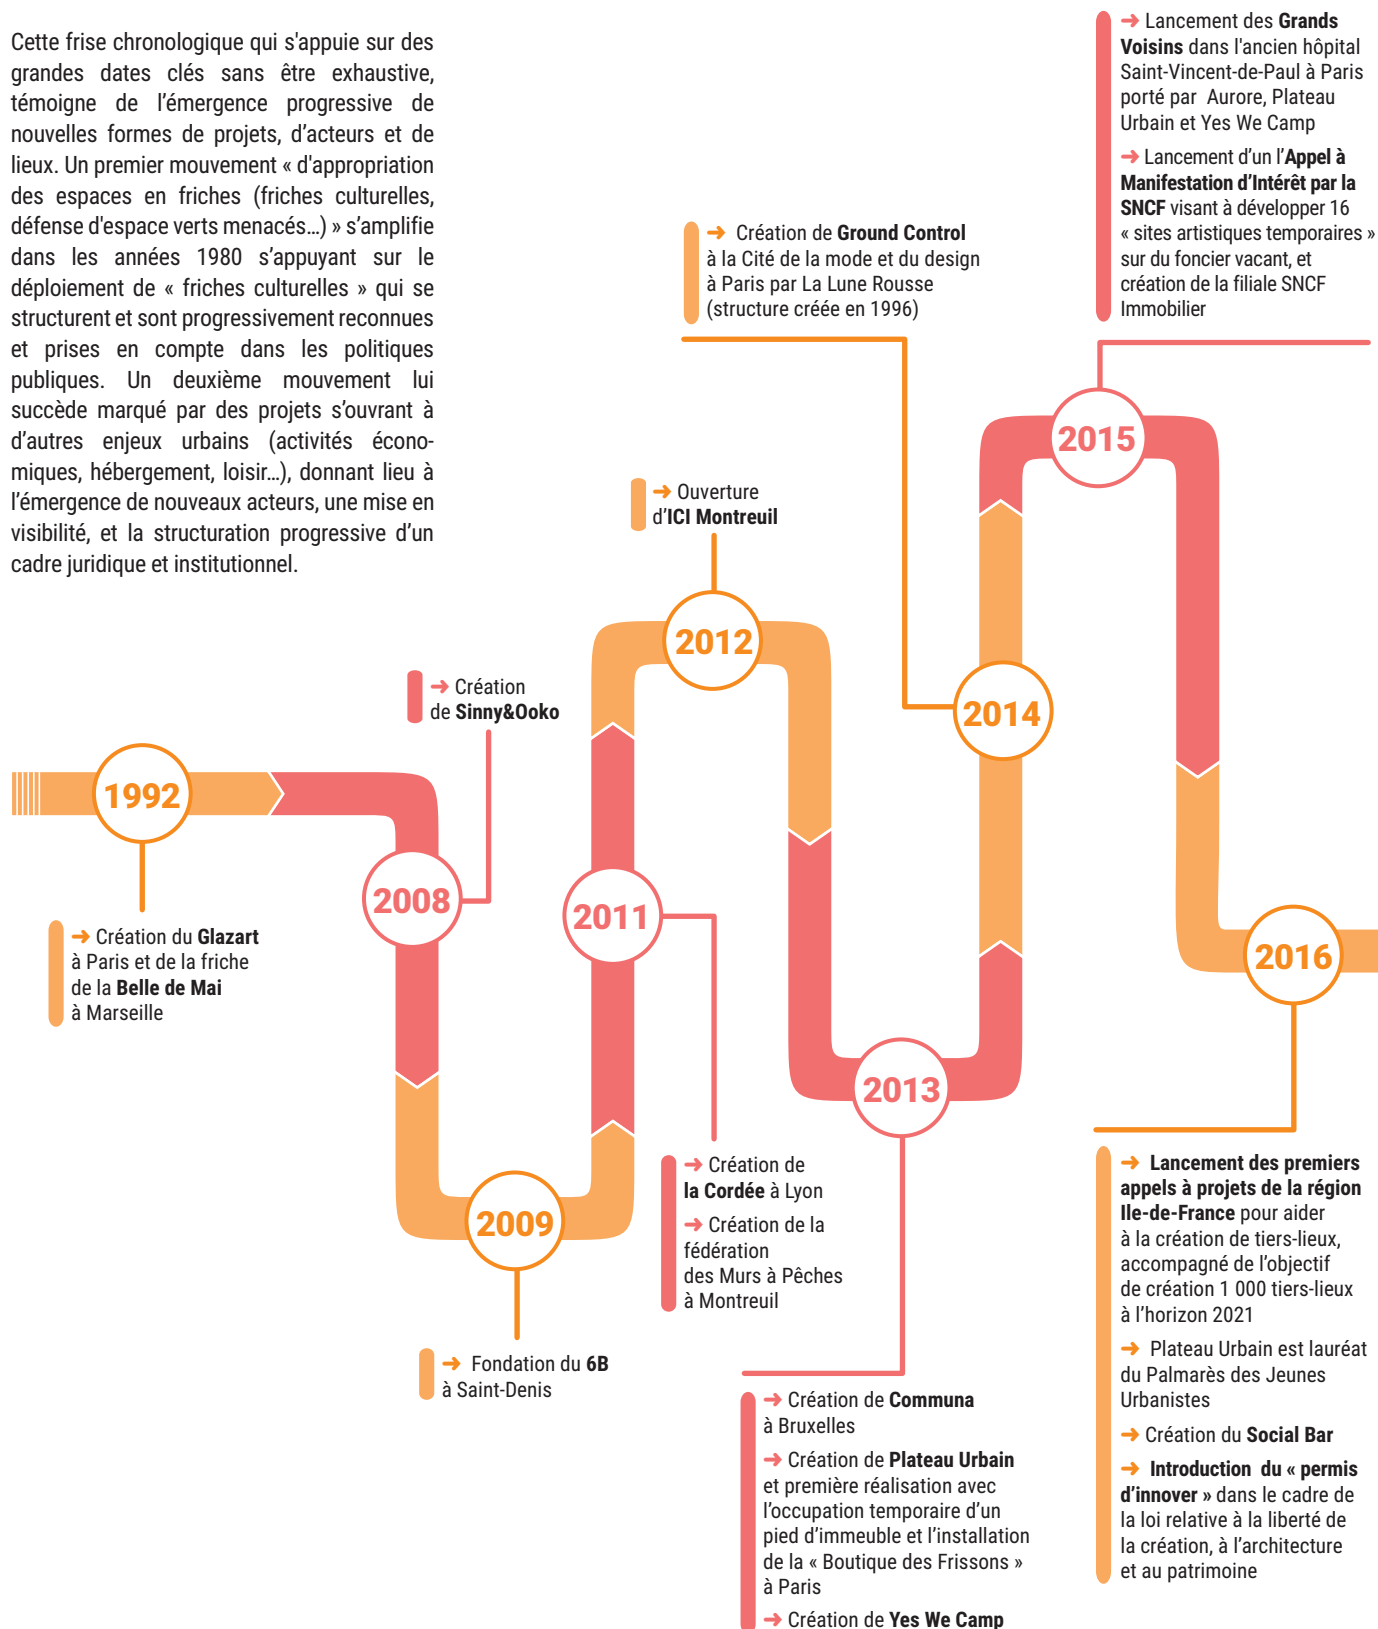 Cette frise chronologique qui s'appuie sur des
grandes dates clés sans être exhaustive,
témoigne de l’émergence progressive de
nouvelles formes de projets, d’acteurs et de
lieux. Un premier mouvement « d'appropriation
des espaces en friches (friches culturelles,
défense d'espace verts menacés…) » s’amplifie
dans les années 1980 s’appuyant sur le
déploiement de « friches culturelles » qui se
structurent et sont progressivement reconnues
et prises en compte dans les politiques
publiques. Un deuxième mouvement lui
succède marqué par des projets s’ouvrant à
d’autres enjeux urbains (activités écono-
miques, hébergement, loisir…), donnant lieu à
l’émergence de nouveaux acteurs, une mise en
visibilité, et la structuration progressive d’un
cadre juridique et institutionnel.
1992
➜ Création du Glazart
à Paris et de la friche
de la Belle de Mai
à Marseille
2008
➜ Création
de Sinny&Ooko
2009
➜ Fondation du 6B
à Saint-Denis
2011
➜ Création de
la Cordée à Lyon
➜ Création de la
fédération
des Murs à Pêches
à Montreuil
2012
➜ Ouverture
d’ICI Montreuil
2013
➜ Création de Communa
à Bruxelles
➜ Création de Plateau Urbain
et première réalisation avec
l’occupation temporaire d’un
pied d’immeuble et l’installation
de la « Boutique des Frissons »
à Paris
➜ Création de Yes We Camp
2014
➜ Création de Ground Control
à la Cité de la mode et du design
à Paris par La Lune Rousse
(structure créée en 1996)
2015
➜ Lancement des Grands
Voisins dans l'ancien hôpital
Saint-Vincent-de-Paul à Paris
porté par Aurore, Plateau
Urbain et Yes We Camp
➜ Lancement d’un l’Appel à
Manifestation d’Intérêt par la
SNCF visant à développer 16
« sites artistiques temporaires »
sur du foncier vacant, et
création de la filiale SNCF
Immobilier
2016
➜ Lancement des premiers
appels à projets de la région
Ile-de-France pour aider
à la création de tiers-lieux,
accompagné de l’objectif
de création 1 000 tiers-lieux
à l’horizon 2021
➜ Plateau Urbain est lauréat
du Palmarès des Jeunes
Urbanistes
➜ Création du Social Bar
➜ Introduction du « permis
d’innover » dans le cadre de
la loi relative à la liberté de
la création, à l’architecture
et au patrimoine